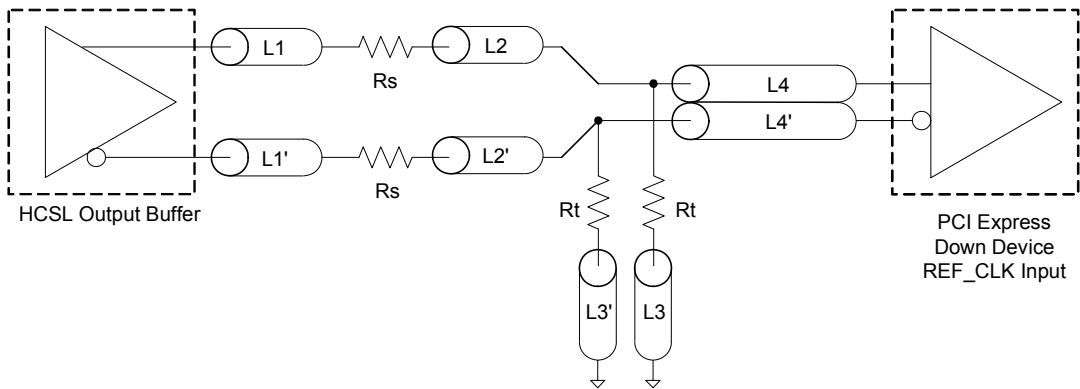 L1
Rs
L2
L4
L4'
L1'
Rs
L2'
HCSL Output Buffer
Rt
Rt
L3'
L3
PCI Express
Down Device
REF_CLK Input